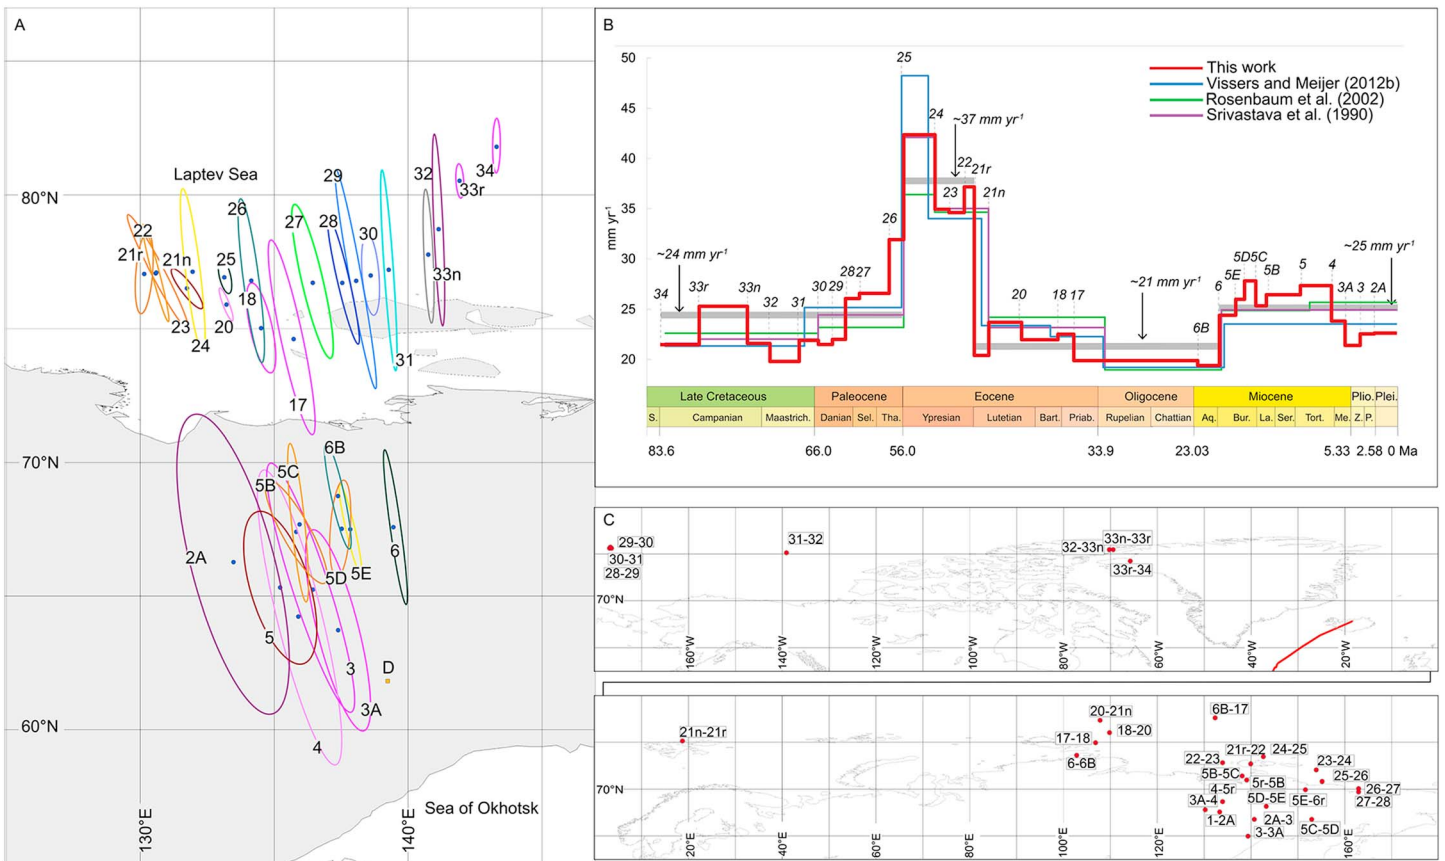 A
Laptev Sea
80°N
70°N
60°N
130°E
140°E
Sea of Okhotsk
34
33r
32
33n
29
28
30
31
27
26
25
18
20
22
21r
21n
23
24
17
6B
5C
5B
2A
5D
5E
6
5
3
3A
4
D
B
mm yr⁻¹
50
45
40
35
30
25
20
This work
Vissers and Meijer (2012b)
Rosenbaum et al. (2002)
Srivastava et al. (1990)
25
24
~37 mm yr⁻¹
22
21r
23
21n
26
~24 mm yr⁻¹
34
33r
33n
32
31
30
29
28
27
20
18
17
~21 mm yr⁻¹
6B
6
5E
5D
5C
5B
5
4
3A
3
2A
~25 mm yr⁻¹
Late Cretaceous
Paleocene
Eocene
Oligocene
Miocene
Plio.
Plei.
S.
Campanian
Maastrich.
Danian
Sel.
Tha.
Ypresian
Lutetian
Bart.
Priab.
Rupelian
Chattian
Aq.
Bur.
La.
Ser.
Tort.
Me.
Z.
P.
83.6
66.0
56.0
33.9
23.03
5.33
2.58
0 Ma
C
29-30
30-31
28-29
31-32
32-33n
33n-33r
33r-34
70°N
160°W
140°W
120°W
100°W
80°W
60°W
40°W
20°W
21n-21r
20-21n
18-20
17-18
6-6B
6B-17
22-23
21r-22
24-25
23-24
5B-5C
5r-5B
25-26
4-5r
5D-5E
5E-6r
26-27
27-28
3A-4
1-2A
2A-3
3-3A
5C-5D
70°N
20°E
40°E
60°E
80°E
100°E
120°E
140°E
160°E